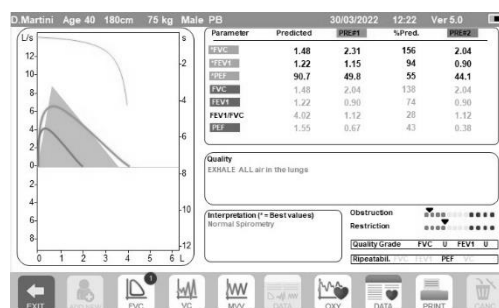 D.Martini Age 40 180cm 75 kg Male PB 30/03/2022 12:22 Ver 5.0
L/s s
12-
10-
8-
6-
4-
2-
0
2-
4-
6-
8-
-2
-4
-6
-8
-10
12
0 1 2 3 4 5 6 L
Parameter Predicted PRE#1 %Pred. PRE#2
*FVC 1.48 2.31 156 2.04
*FEV1 1.22 1.15 94 0.90
*PEF 90.7 49.8 55 44.1
FVC 1.48 2.04 138 2.04
FEV1 1.22 0.90 74 0.90
FEV1/FVC 4.02 1.12 28 1.12
PEF 1.55 0.67 43 0.38
Quality
EXHALE ALL air in the lungs
Interpretation (* = Best values)
Normal Spirometry
Obstruction
Restriction
Quality Grade FVC U FEV1 U
Repeatabil. FVC FEV1 PEF VC
EXIT FVC 1 VC MVV DATA OXY DATA PRINT CANC